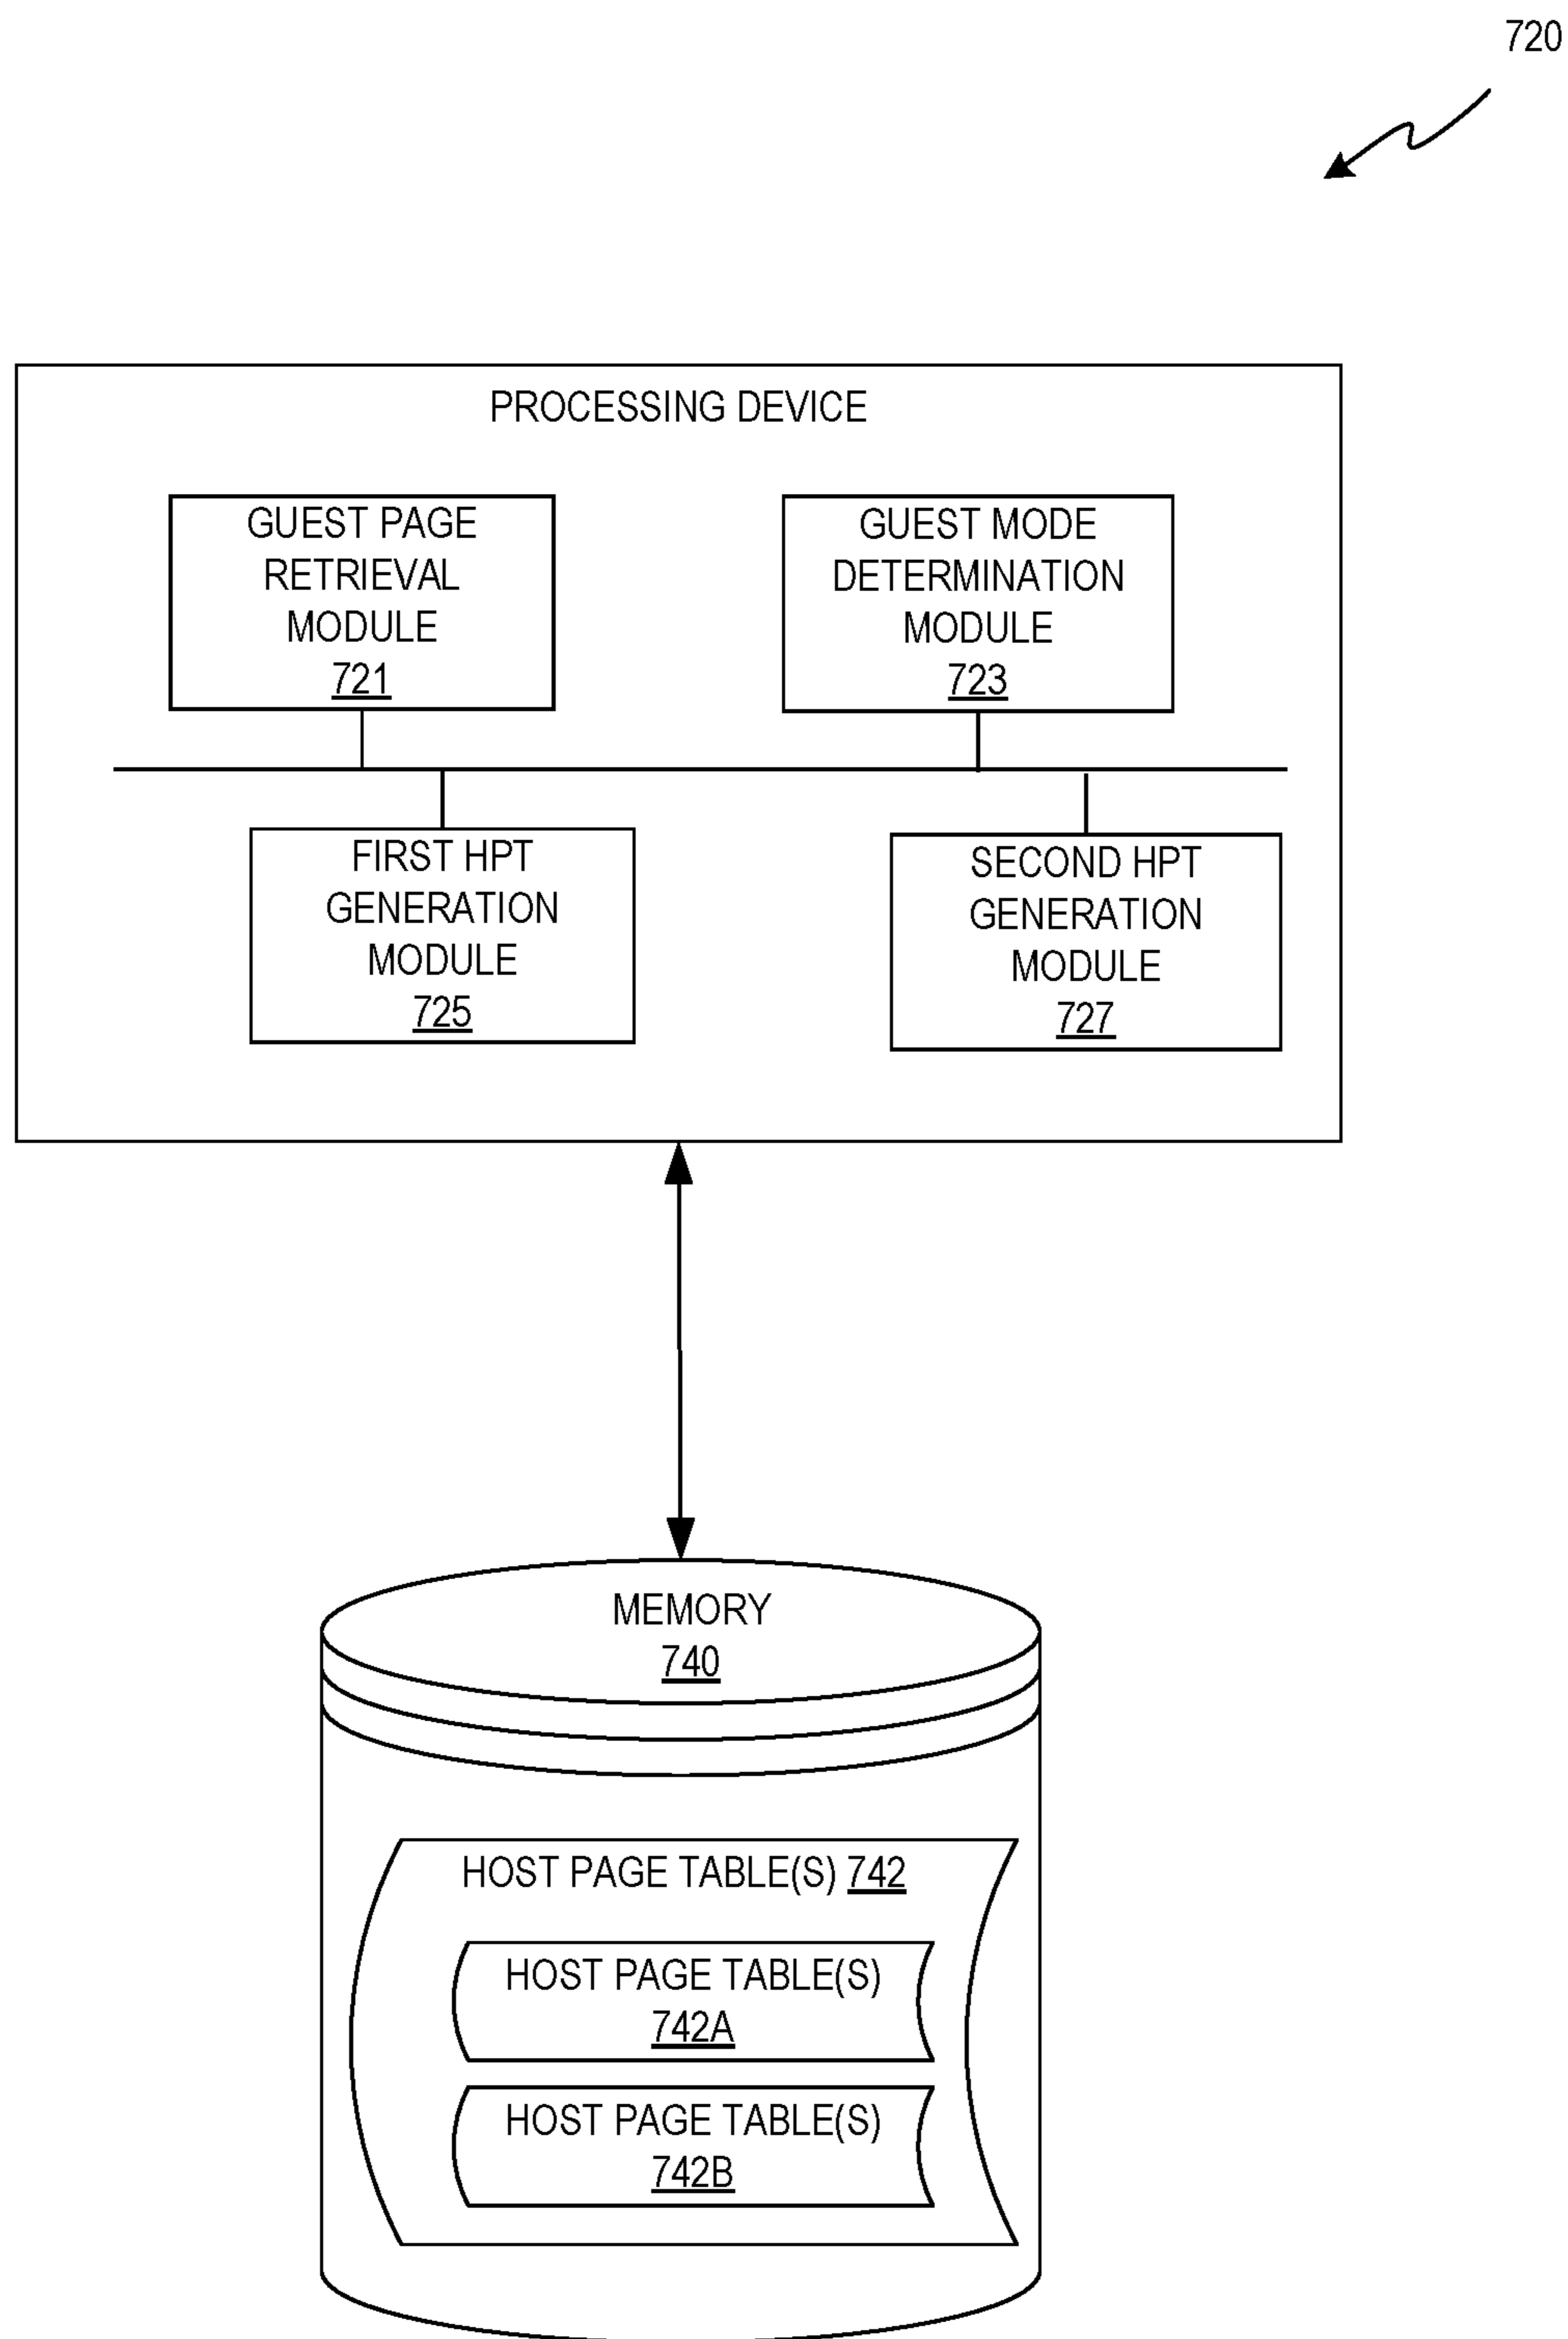 720
PROCESSING DEVICE
GUEST PAGE
RETRIEVAL
MODULE
721
GUEST MODE
DETERMINATION
MODULE
723
FIRST HPT
GENERATION
MODULE
725
SECOND HPT
GENERATION
MODULE
727
MEMORY
740
HOST PAGE TABLE(S) 742
HOST PAGE TABLE(S)
742A
HOST PAGE TABLE(S)
742B